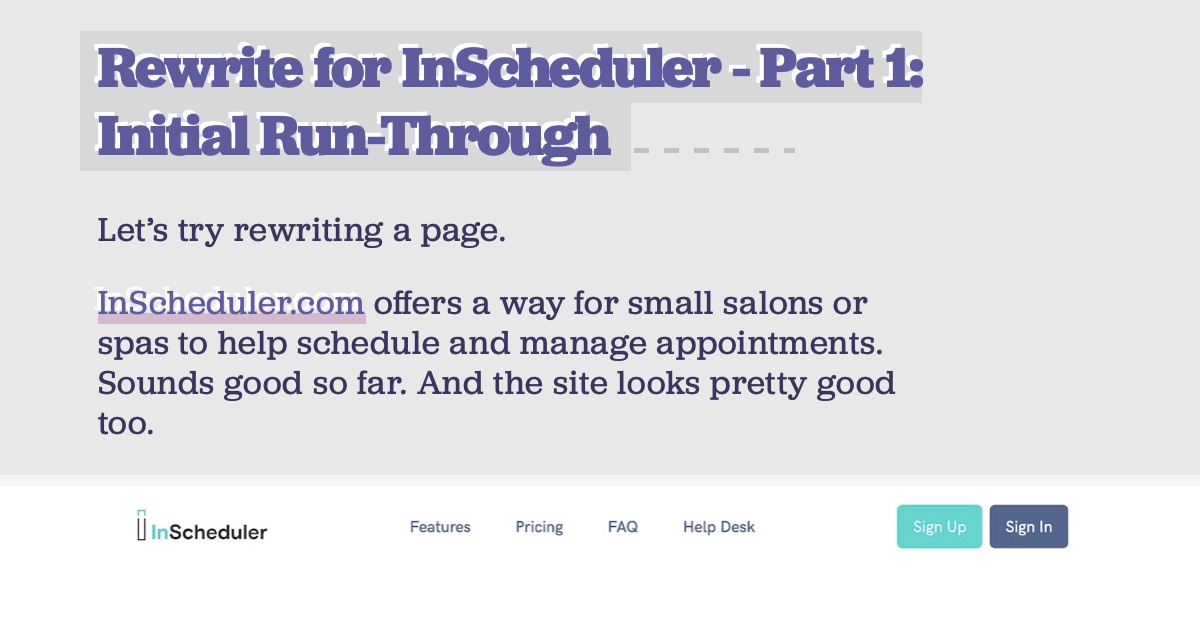 Rewrite for InScheduler - Part 1:
Initial Run-Through
Let’s try rewriting a page.
InScheduler.com offers a way for small salons or
spas to help schedule and manage appointments.
Sounds good so far. And the site looks pretty good
too.
InScheduler Features Pricing FAQ Help Desk Sign Up Sign In